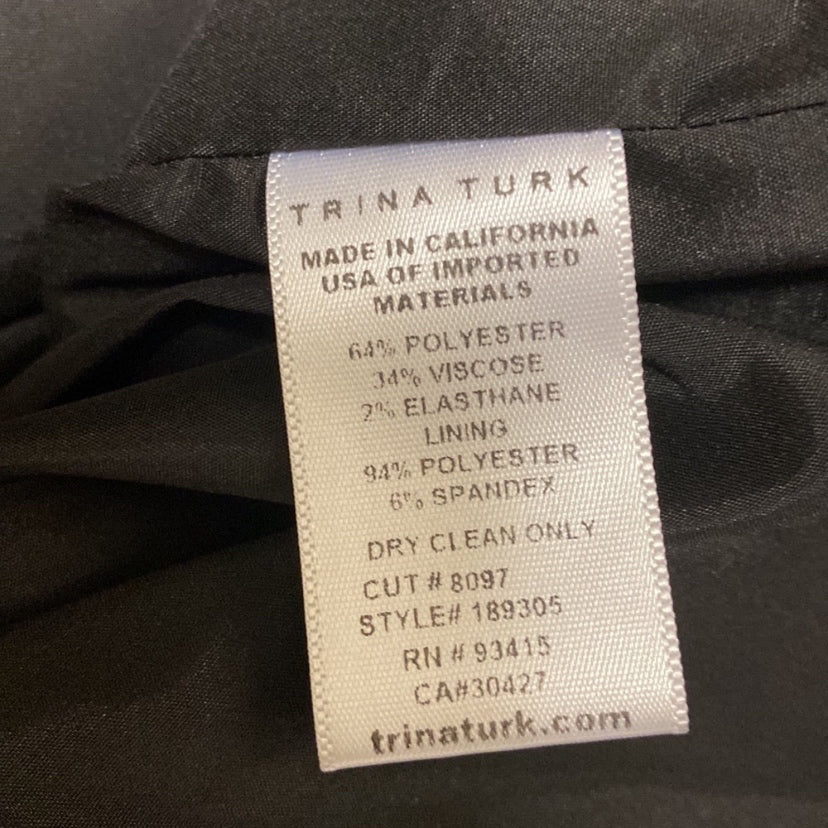 TRINA TURK
MADE IN CALIFORNIA
USA OF IMPORTED
MATERIALS
64% POLYESTER
34% VISCOSE
2% ELASTHANE
LINING
94% POLYESTER
6% SPANDEX
DRY CLEAN ONLY
CUT # 8097
STYLE# 189305
RN # 93415
CA#30427
trinaturk.com